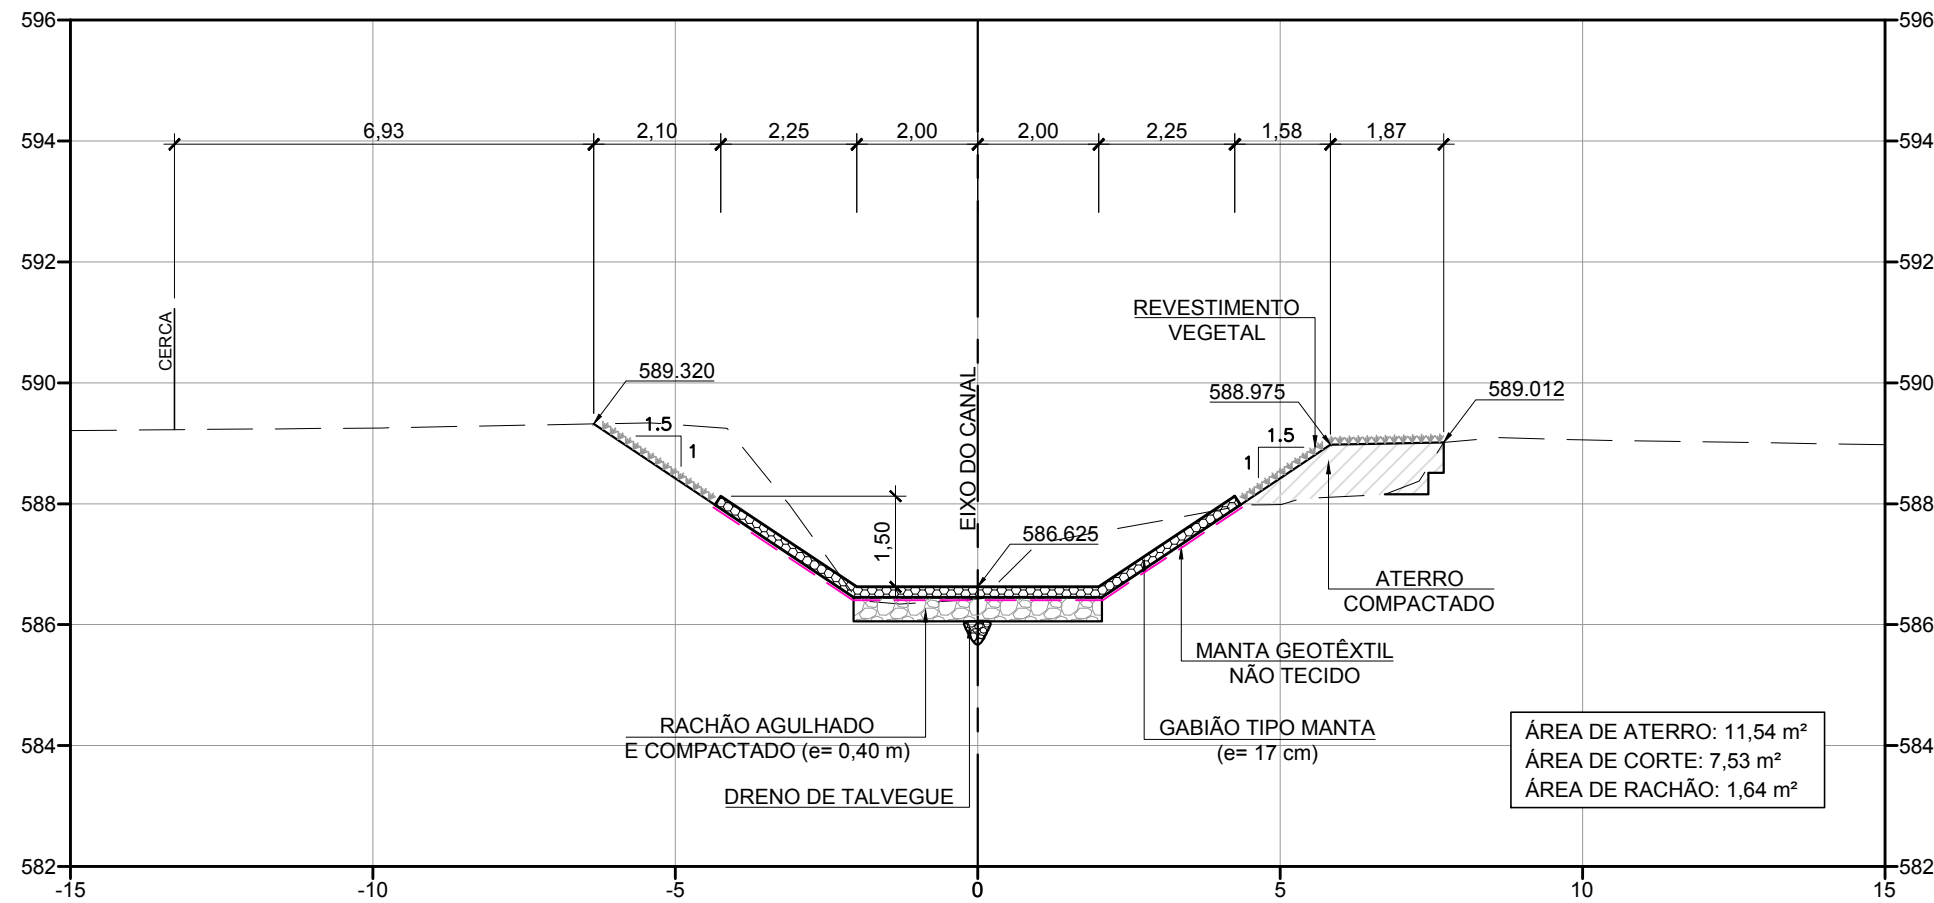 596
596
594
594
592
592
590
590
588
588
586
586
584
584
582
582
-15
-10
-5
0
5
10
15
6,93
2,10
2,25
2,00
2,00
2,25
1,58
1,87
CERCA
589.320
1.5
1
1,50
EIXO DO CANAL
586.625
REVESTIMENTO
VEGETAL
588.975
589.012
1.5
1
ATERRO
COMPACTADO
MANTA GEOTÊXTIL
NÃO TECIDO
GABIÃO TIPO MANTA
(e= 17 cm)
RACHÃO AGULHADO
E COMPACTADO (e= 0,40 m)
DRENO DE TALVEGUE
ÁREA DE ATERRO: 11,54 m²
ÁREA DE CORTE: 7,53 m²
ÁREA DE RACHÃO: 1,64 m²